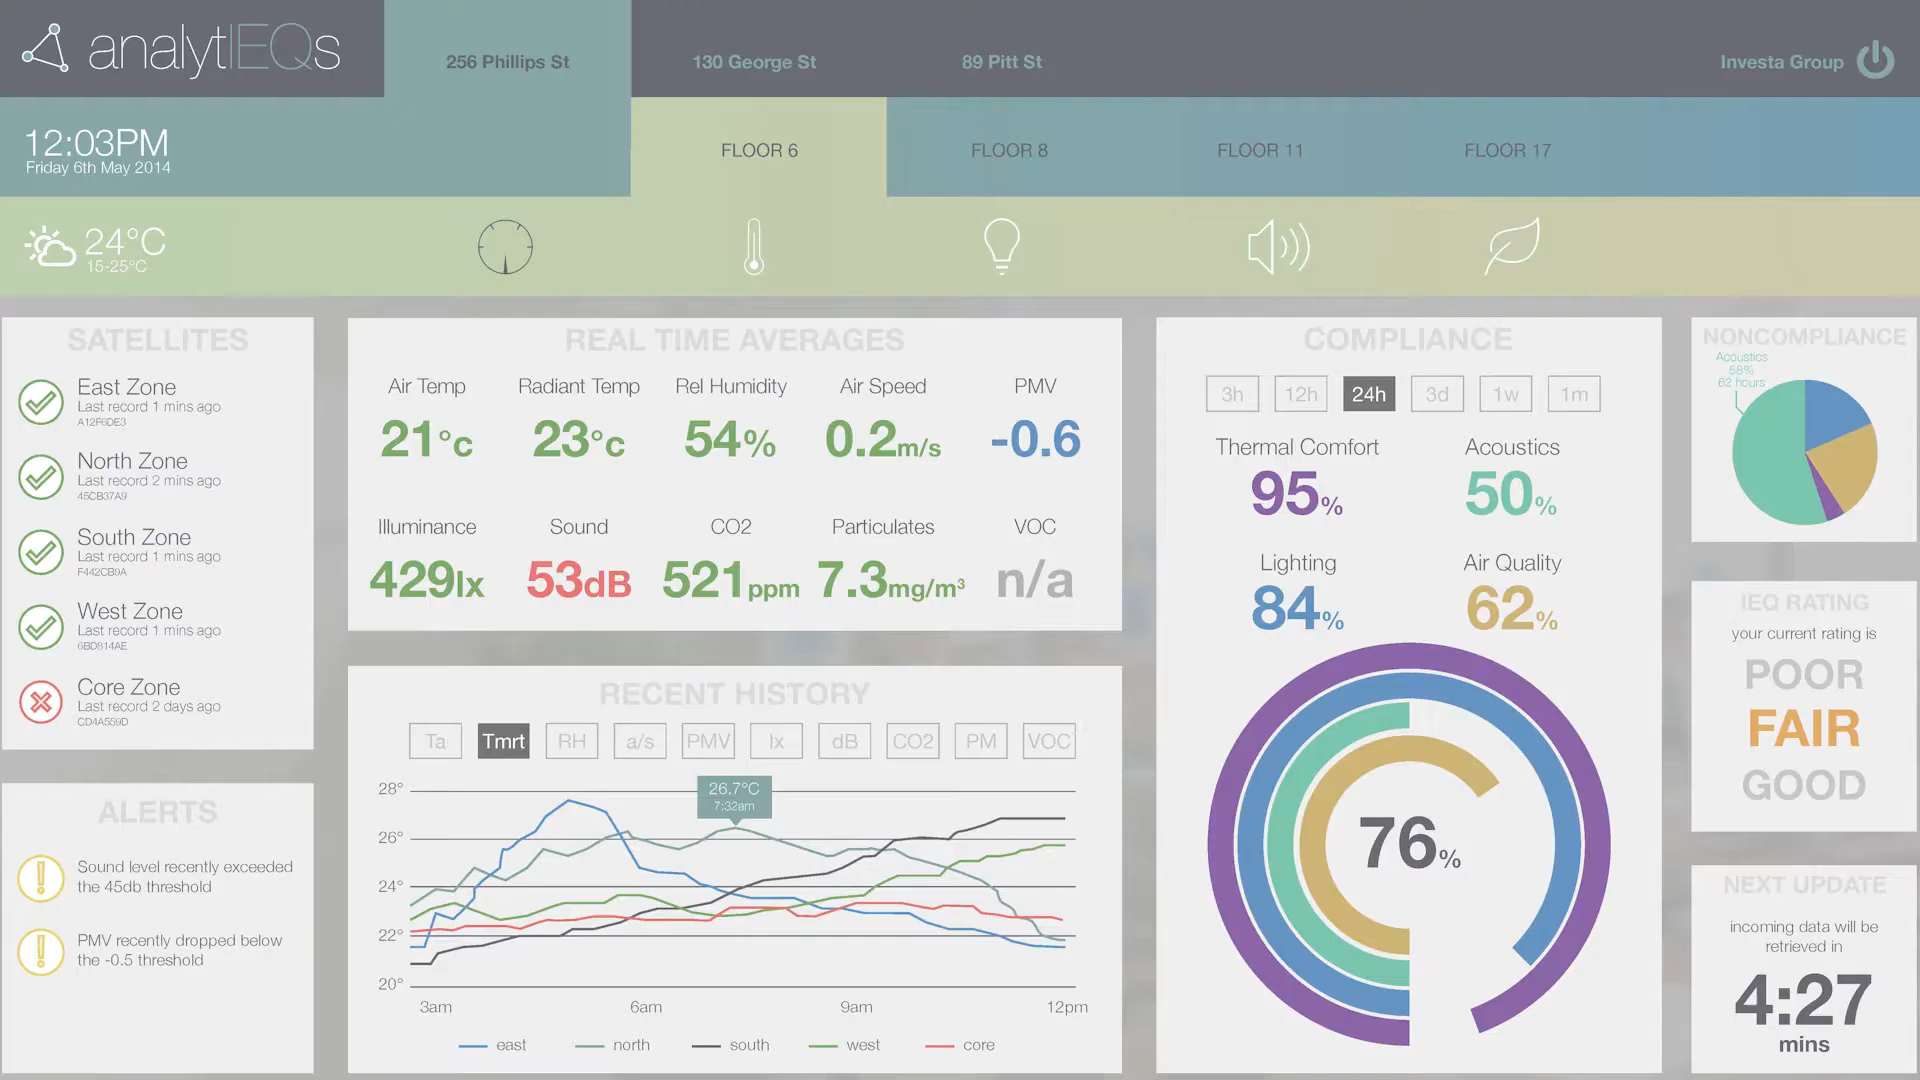 analytIEQs
256 Phillips St
130 George St
89 Pitt St
Investa Group
12:03PM
Friday 6th May 2014
FLOOR 6
FLOOR 8
FLOOR 11
FLOOR 17
24°C
15-25°C
SATELLITES
East Zone
Last record 1 mins ago
A12F6DE3
North Zone
Last record 2 mins ago
45CB37A9
South Zone
Last record 1 mins ago
F442CB9A
West Zone
Last record 1 mins ago
6BD814AE
Core Zone
Last record 2 days ago
CD4A559D
ALERTS
Sound level recently exceeded
the 45db threshold
PMV recently dropped below
the -0.5 threshold
REAL TIME AVERAGES
Air Temp
21°c
Radiant Temp
23°c
Rel Humidity
54%
Air Speed
0.2m/s
PMV
-0.6
Illuminance
429lx
Sound
53dB
CO2
521ppm
Particulates
7.3mg/m³
VOC
n/a
RECENT HISTORY
Ta Tmrt RH a/s PMV lx dB CO2 PM VOC
26.7°C
7:32am
28°
26°
24°
22°
20°
3am 6am 9am 12pm
east north south west core
COMPLIANCE
3h 12h 24h 3d 1w 1m
Thermal Comfort
95%
Acoustics
50%
Lighting
84%
Air Quality
62%
76%
NONCOMPLIANCE
Acoustics
58%
62 hours
IEQ RATING
your current rating is
POOR
FAIR
GOOD
NEXT UPDATE
incoming data will be
retrieved in
4:27
mins